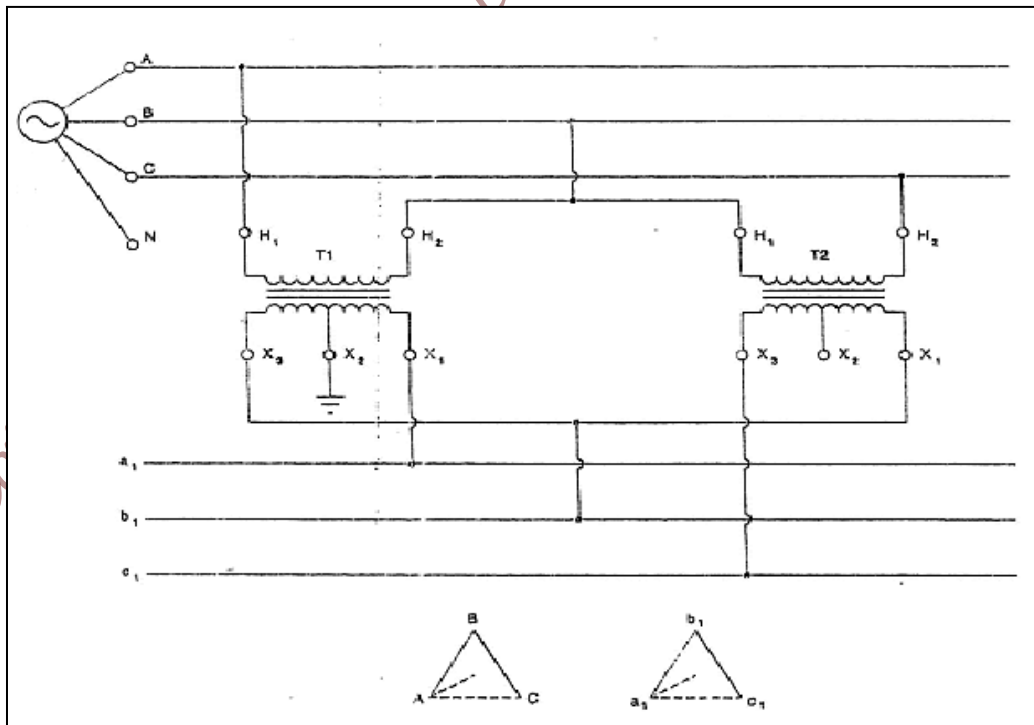 A
B
C
N
H1 H2 H1 H2
T1 T2
X3 X2 X1 X3 X2 X1
a1
b1
c1
B b1
A C a1 c1